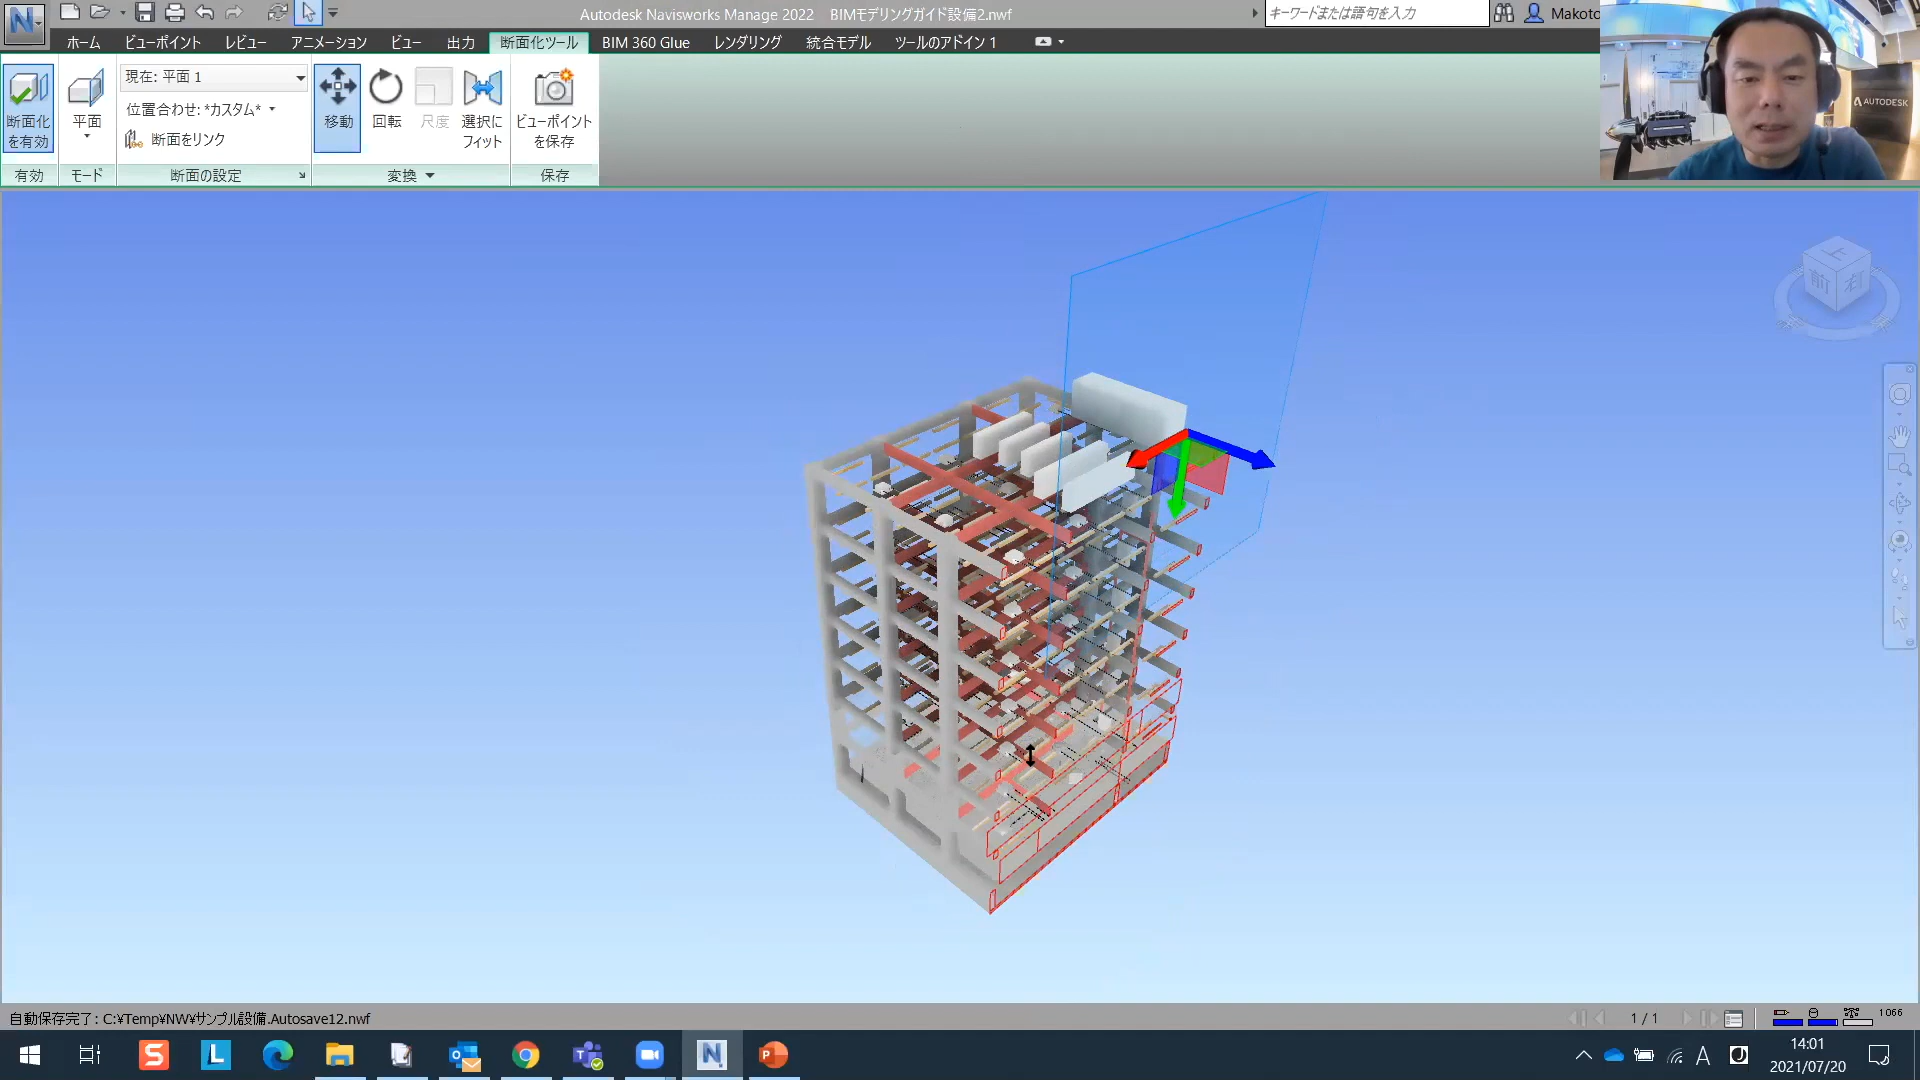 Autodesk Navisworks Manage 2022 BIMモデリングガイド設備2.nwf
キーワードまたは語句を入力
Makoto
ホーム ビューポイント レビュー アニメーション ビュー 出力 断面化ツール BIM 360 Glue レンダリング 統合モデル ツールのアドイン 1
現在: 平面 1
位置合わせ: *カスタム*
断面をリンク
断面化
を有効
平面
移動
回転
尺度
選択に
フィット
ビューポイント
を保存
有効 モード 断面の設定 変換 保存
AUTODESK
上
前
右
自動保存完了: C:¥Temp¥NW¥サンプル設備.Autosave12.nwf
1 / 1
1066
14:01
2021/07/20